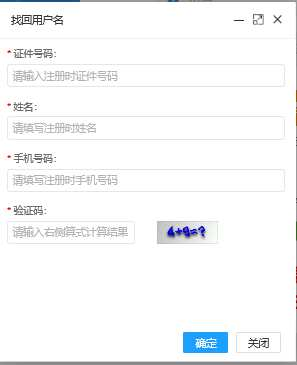 找回用户名
* 证件号码:
请输入注册时证件号码
* 姓名:
请填写注册时姓名
* 手机号码:
请填写注册时手机号码
* 验证码:
请输入右侧算式计算结果
4+9=?
确定
关闭